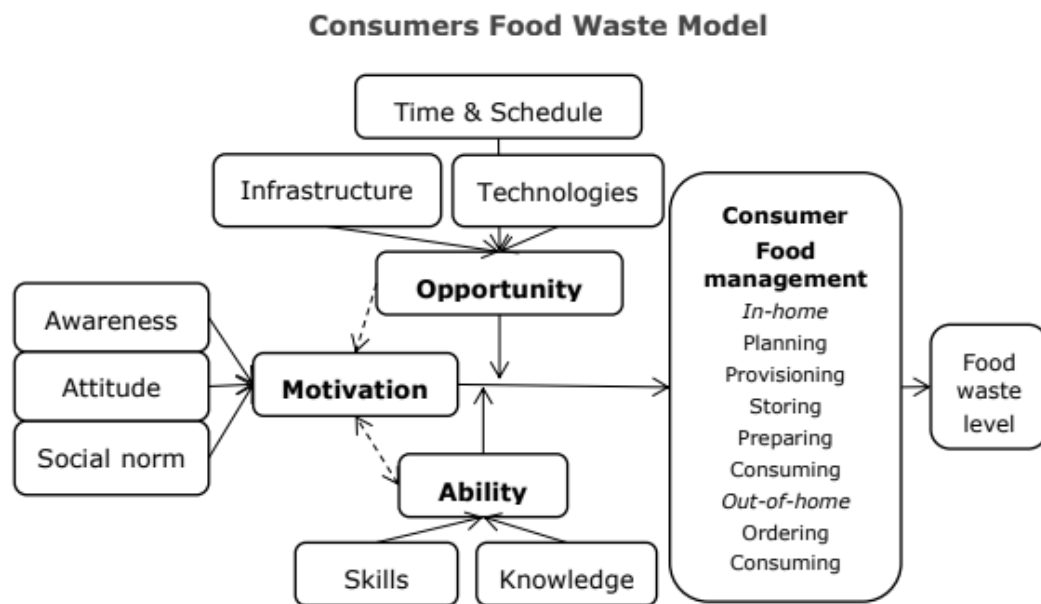 Consumers Food Waste Model
Time & Schedule
Infrastructure
Technologies
Opportunity
Awareness
Attitude
Social norm
Motivation
Ability
Skills
Knowledge
Consumer
Food
management
In-home
Planning
Provisioning
Storing
Preparing
Consuming
Out-of-home
Ordering
Consuming
Food
waste
level